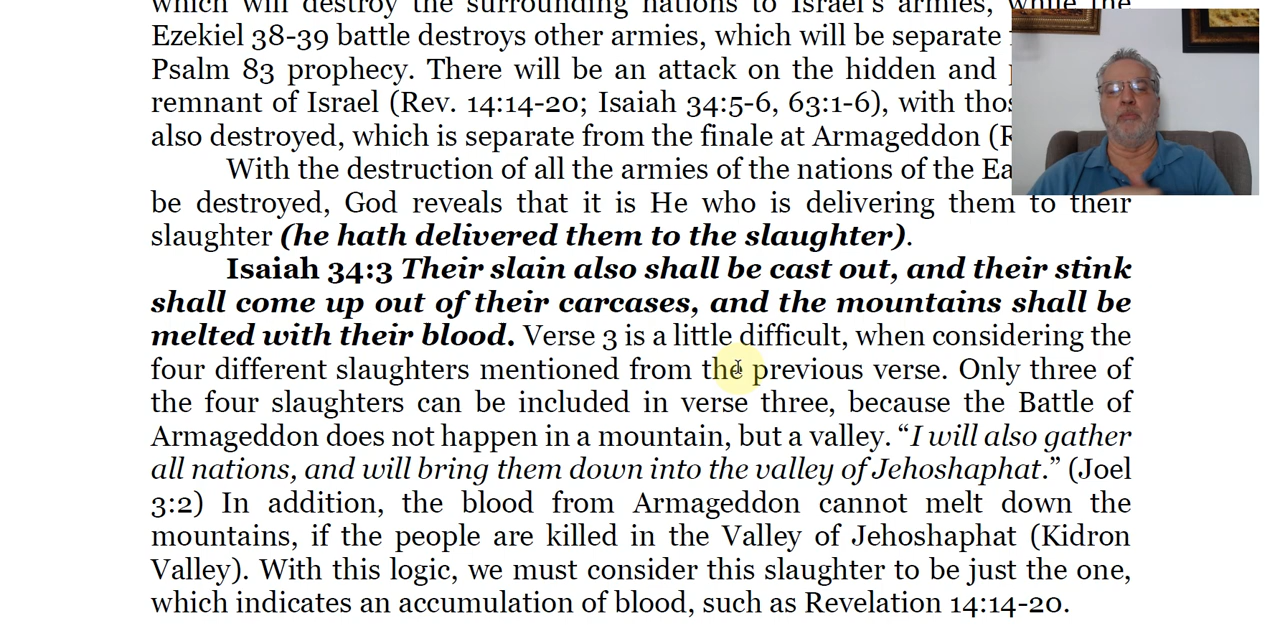 which will destroy the surrounding nations to Israel's armies, while the
Ezekiel 38-39 battle destroys other armies, which will be separate
Psalm 83 prophecy. There will be an attack on the hidden and
remnant of Israel (Rev. 14:14-20; Isaiah 34:5-6, 63:1-6), with
also destroyed, which is separate from the finale at Armageddon
With the destruction of all the armies of the nations of the
be destroyed, God reveals that it is He who is delivering them to their
slaughter (he hath delivered them to the slaughter).
Isaiah 34:3 Their slain also shall be cast out, and their stink
shall come up out of their carcases, and the mountains shall be
melted with their blood. Verse 3 is a little difficult, when considering the
four different slaughters mentioned from the previous verse. Only three of
the four slaughters can be included in verse three, because the Battle of
Armageddon does not happen in a mountain, but a valley. “I will also gather
all nations, and will bring them down into the valley of Jehoshaphat.” (Joel
3:2) In addition, the blood from Armageddon cannot melt down the
mountains, if the people are killed in the Valley of Jehoshaphat (Kidron
Valley). With this logic, we must consider this slaughter to be just the one,
which indicates an accumulation of blood, such as Revelation 14:14-20.